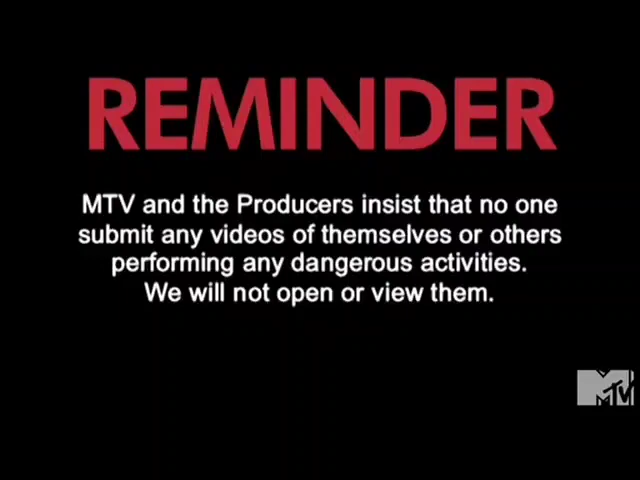 REMINDER
MTV and the Producers insist that no one
submit any videos of themselves or others
performing any dangerous activities.
We will not open or view them.
MTV